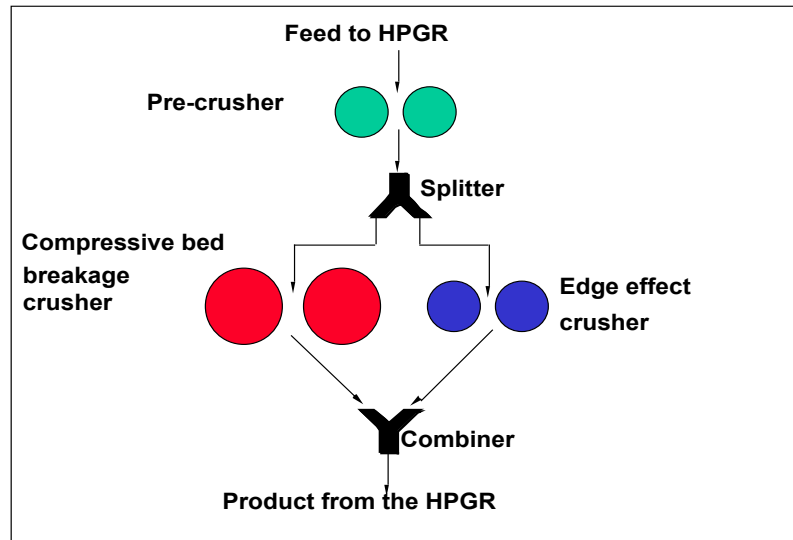 Feed to HPGR
Pre-crusher
Splitter
Compressive bed
breakage
crusher
Edge effect
crusher
Combiner
Product from the HPGR